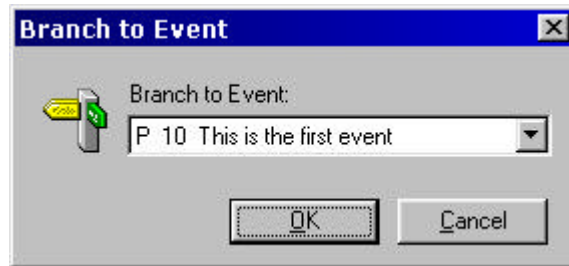 Branch to Event
Branch to Event:
P 10 This is the first event
OK
Cancel